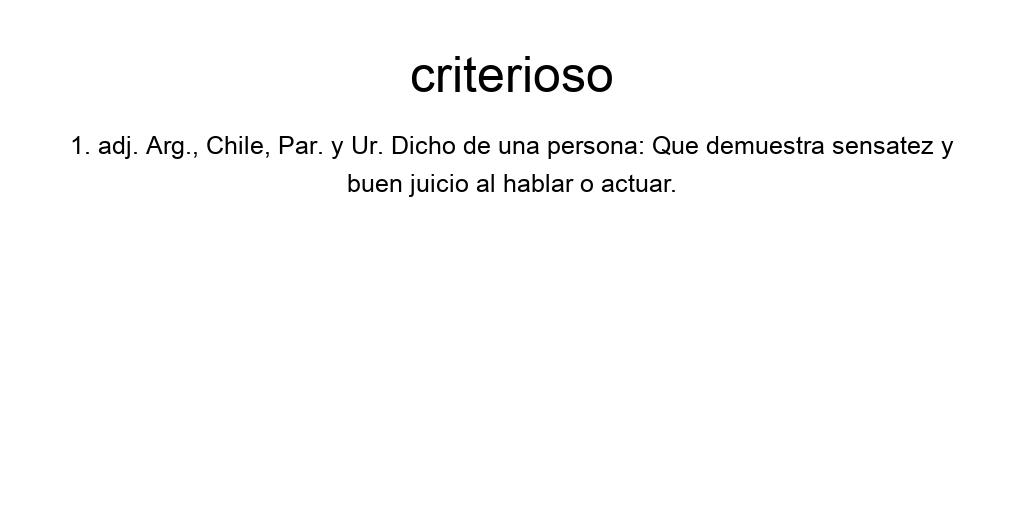 criterioso
1. adj. Arg., Chile, Par. y Ur. Dicho de una persona: Que demuestra sensatez y
buen juicio al hablar o actuar.